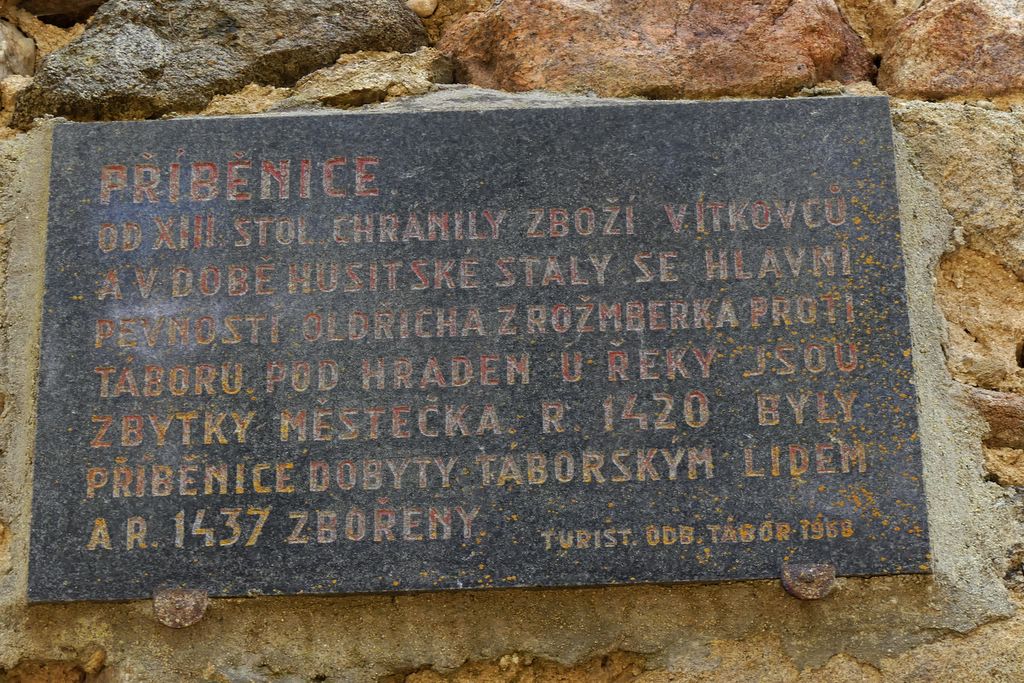 PŘÍBĚNICE
OD XIII. STOL. CHRÁNILY ZBOŽÍ VÍTKOVCŮ
A V DOBĚ HUSITSKÉ STALY SE HLAVNÍ
PEVNOSTÍ OLDŘICHA Z ROŽMBERKA PROTI
TÁBORU. POD HRADEM U ŘEKY JSOU
ZBYTKY MĚSTEČKA. R. 1420 BYLY
PŘÍBĚNICE DOBYTY TÁBORSKÝM LIDEM
A R. 1437 ZBOŘENY
TURIST. ODB. TÁBOR 1968